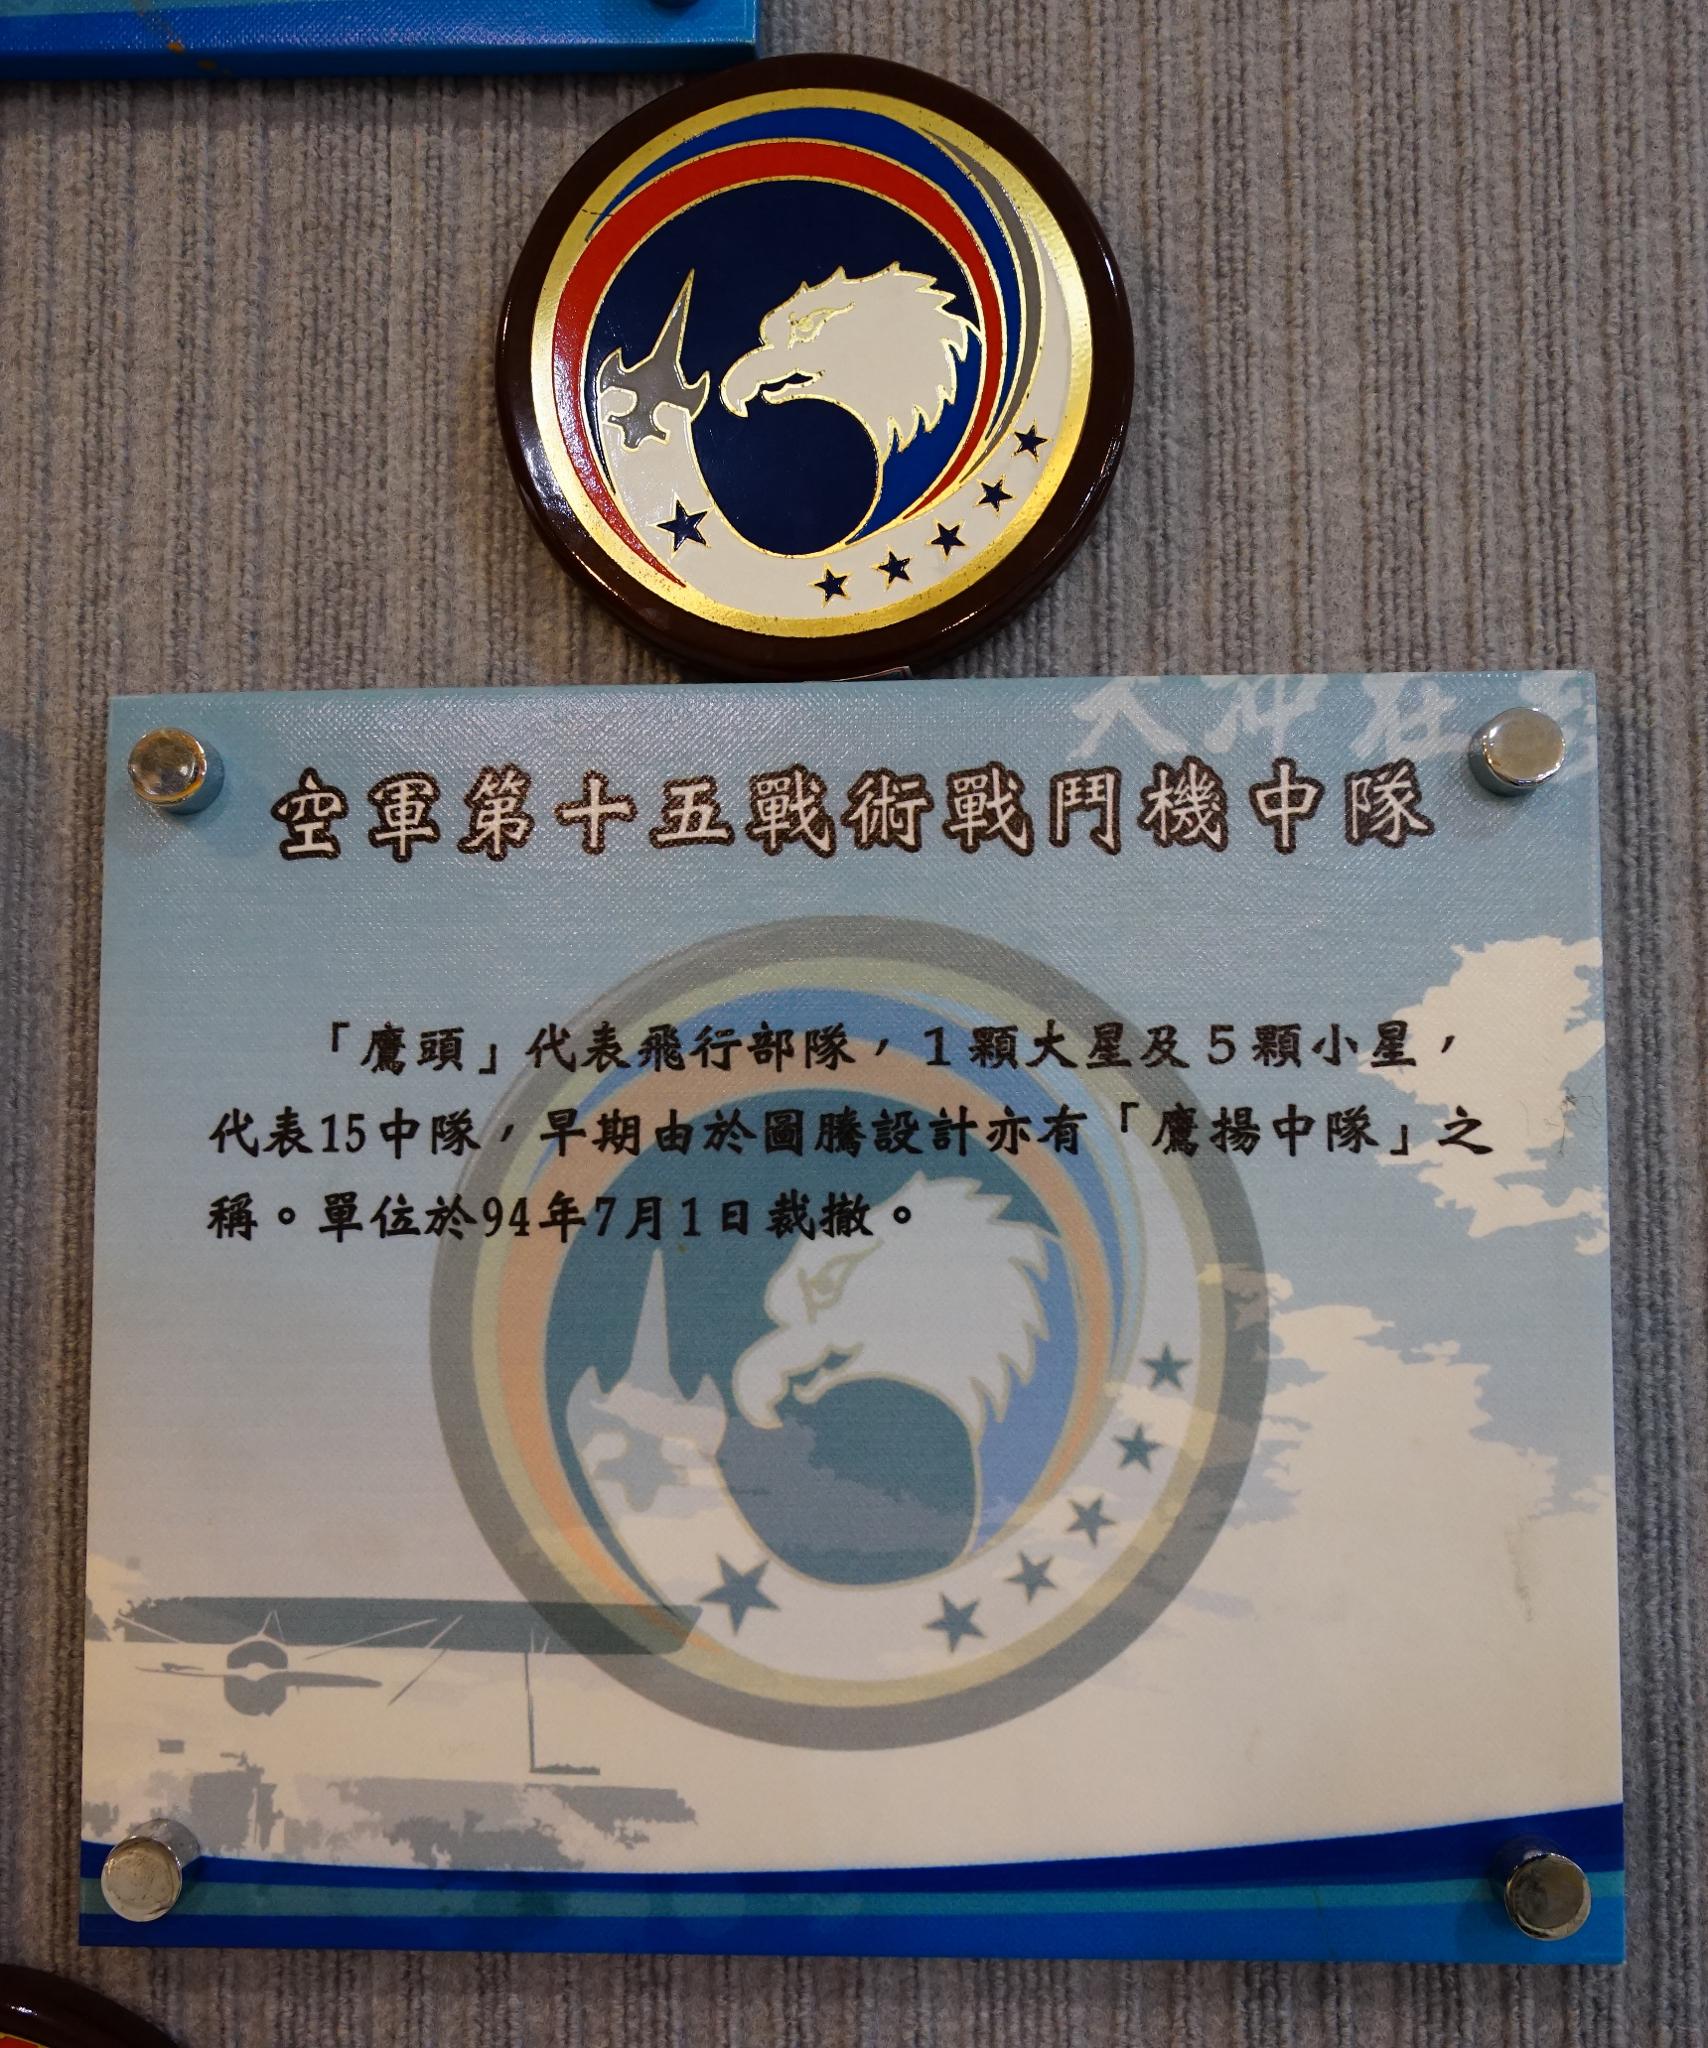 空軍第十五戰術戰鬥機中隊
「鷹頭」代表飛行部隊，１顆大星及５顆小星，
代表15中隊，早期由於圖騰設計亦有「鷹揚中隊」之
稱。單位於94年7月1日裁撤。